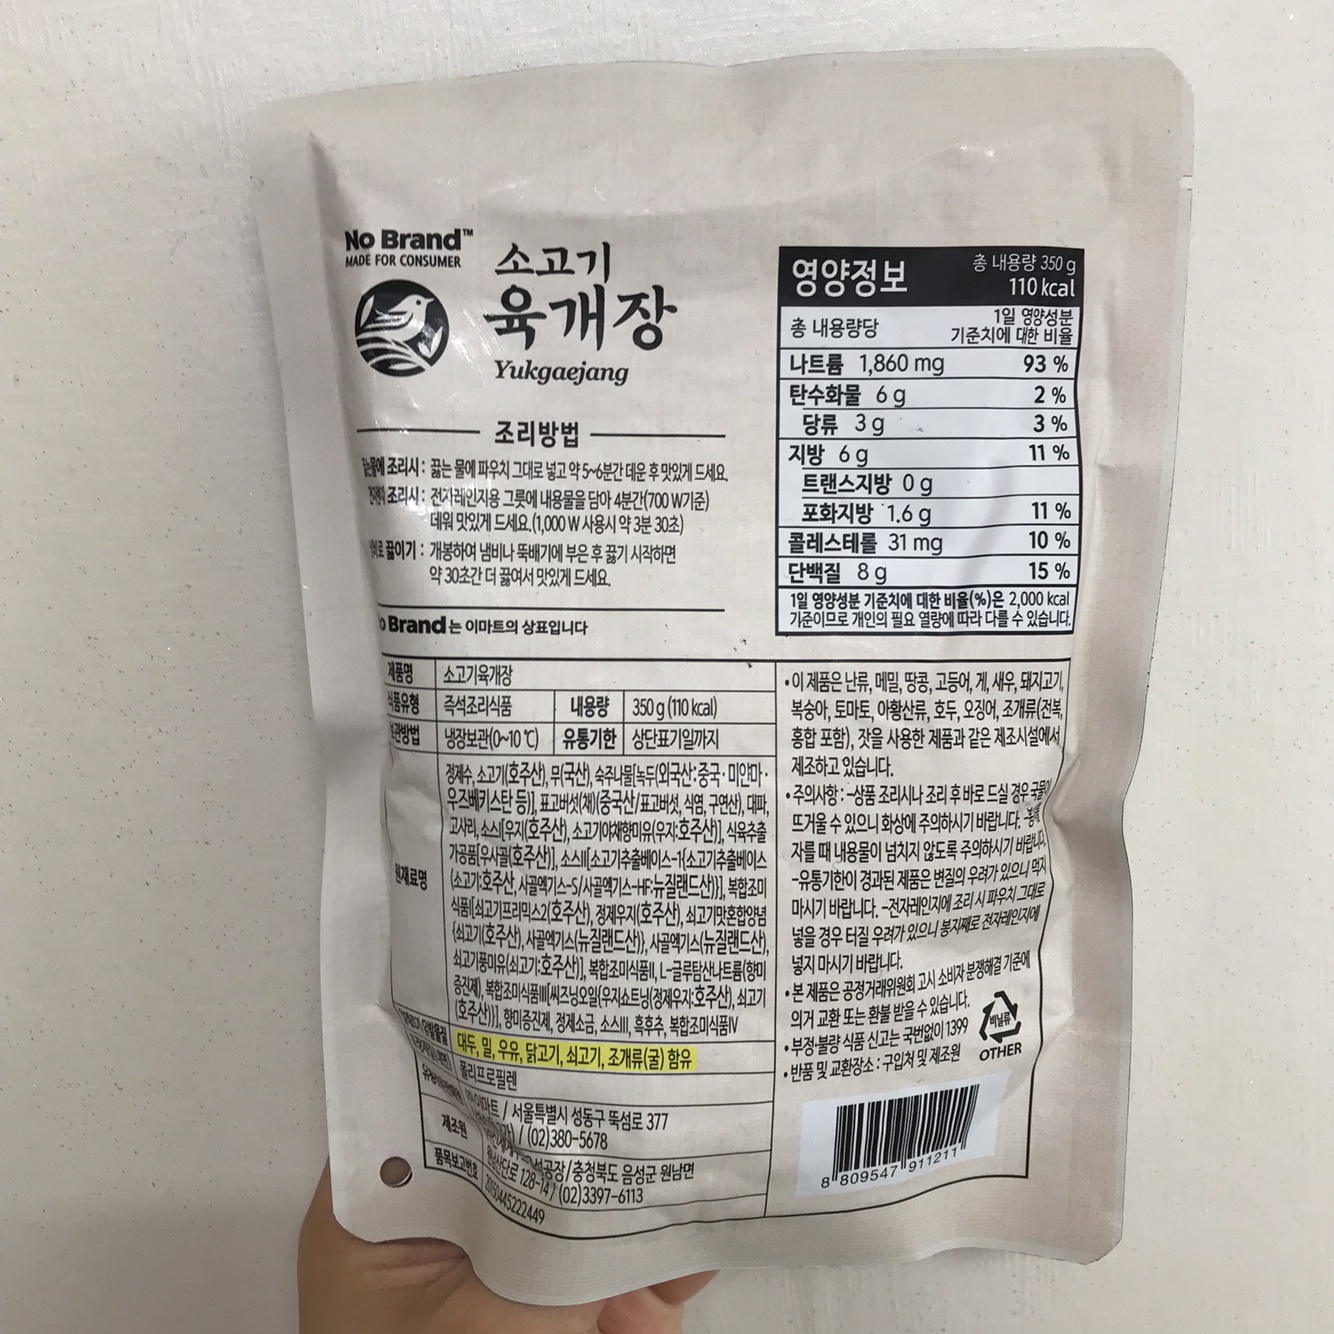 No Brand™
MADE FOR CONSUMER
소고기
육개장
Yukgaejang
조리방법
조리시 : 끓는 물에 파우치 그대로 넣고 약 5~6분간 데운 후 맛있게 드세요.
조리시 : 전자레인지용 그릇에 내용물을 담아 4분간(700 W기준)
데워 맛있게 드세요.(1,000 W 사용시 약 3분 30초)
끓이기 : 개봉하여 냄비나 뚝배기에 부은 후 끓기 시작하면
약 30초간 더 끓여서 맛있게 드세요.
Brand는 이마트의 상표입니다
영양정보
총 내용량 350 g
110 kcal
총 내용량당
1일 영양성분
기준치에 대한 비율
나트륨 1,860 mg 93 %
탄수화물 6 g 2 %
당류 3 g 3 %
지방 6 g 11 %
트랜스지방 0 g
포화지방 1.6 g 11 %
콜레스테롤 31 mg 10 %
단백질 8 g 15 %
1일 영양성분 기준치에 대한 비율(%)은 2,000 kcal
기준이므로 개인의 필요 열량에 따라 다를 수 있습니다.
제품명 소고기육개장
식품유형 즉석조리식품 내용량 350 g (110 kcal)
보관방법 냉장보관(0~10 ℃) 유통기한 상단표기일까지
원재료명
정제수, 소고기(호주산), 무(국산), 숙주나물[녹두(외국산:중국·미얀마·
우즈베키스탄 등)], 표고버섯(채)(중국산/표고버섯, 식염, 구연산), 대파,
고사리, 소스I[우지(호주산), 소고기야채향미유(우지:호주산)], 식육추출
가공품[우사골(호주산)], 소스II[소고기추출베이스-1{소고기추출베이스
(소고기:호주산, 사골엑기스-S/사골엑기스-HF:뉴질랜드산)}], 복합조미
식품I[쇠고기프리믹스2(호주산), 정제우지(호주산), 쇠고기맛혼합양념
{쇠고기(호주산), 사골엑기스(뉴질랜드산)}, 사골엑기스(뉴질랜드산),
쇠고기풍미유(쇠고기:호주산)], 복합조미식품II, L-글루탐산나트륨(향미
증진제), 복합조미식품III[씨즈닝오일{우지쇼트닝(정제우지:호주산), 쇠고기
(호주산)}], 향미증진제, 정제소금, 소스III, 흑후추, 복합조미식품IV
대두, 밀, 우유, 닭고기, 쇠고기, 조개류(굴) 함유
폴리프로필렌
이마트 / 서울특별시 성동구 뚝섬로 377
/ (02)380-5678
제조원
공장/충청북도 음성군 원남면
128-14 / (02)3397-6113
품목보고번호
•이 제품은 난류, 메밀, 땅콩, 고등어, 게, 새우, 돼지고기,
복숭아, 토마토, 아황산류, 호두, 오징어, 조개류(전복,
홍합 포함), 잣을 사용한 제품과 같은 제조시설에서
제조하고 있습니다.
•주의사항 : -상품 조리시나 조리 후 바로 드실 경우 국물이
뜨거울 수 있으니 화상에 주의하시기 바랍니다.
자를 때 내용물이 넘치지 않도록 주의하시기 바랍니다.
-유통기한이 경과된 제품은 변질의 우려가 있으니 먹지
마시기 바랍니다. -전자레인지에 조리 시 파우치 그대로
넣을 경우 터질 우려가 있으니 봉지째로 전자레인지에
넣지 마시기 바랍니다.
•본 제품은 공정거래위원회 고시 소비자 분쟁해결 기준에
의거 교환 또는 환불 받을 수 있습니다.
•부정·불량 식품 신고는 국번없이 1399
•반품 및 교환장소 : 구입처 및 제조원
비닐류
OTHER
8 809547 911211